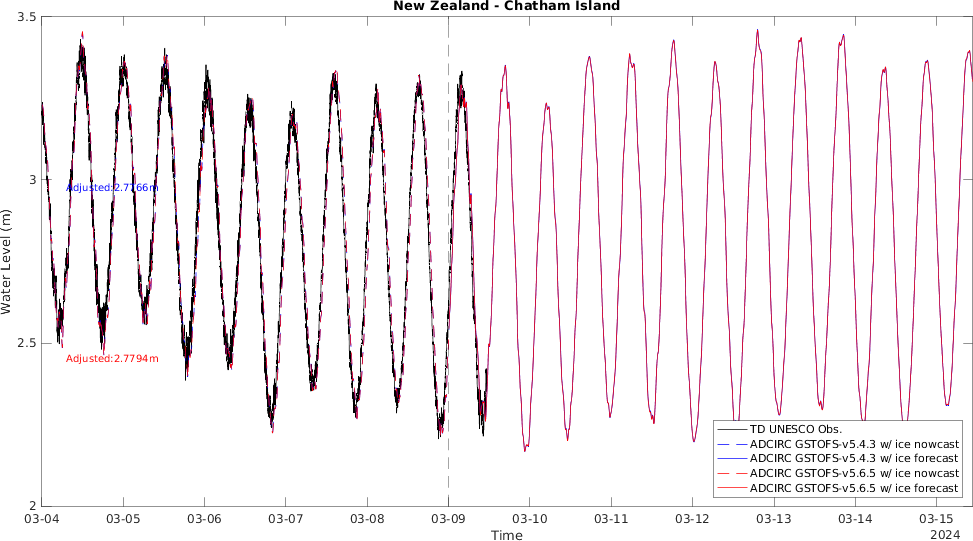 New Zealand - Chatham Island
3.5
3
2.5
2
Water Level (m)
Adjusted:2.7766m
Adjusted:2.7794m
TD UNESCO Obs.
ADCIRC GSTOFS-v5.4.3 w/ ice nowcast
ADCIRC GSTOFS-v5.4.3 w/ ice forecast
ADCIRC GSTOFS-v5.6.5 w/ ice nowcast
ADCIRC GSTOFS-v5.6.5 w/ ice forecast
03-04 03-05 03-06 03-07 03-08 03-09 03-10 03-11 03-12 03-13 03-14 03-15
Time
2024